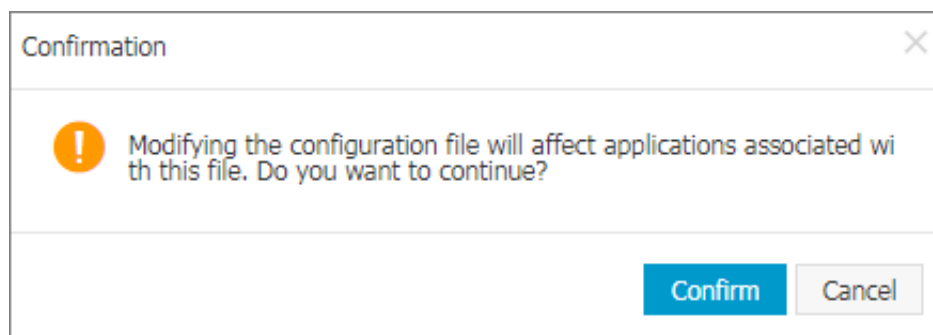 Confirmation
Modifying the configuration file will affect applications associated wi
th this file. Do you want to continue?
Confirm Cancel